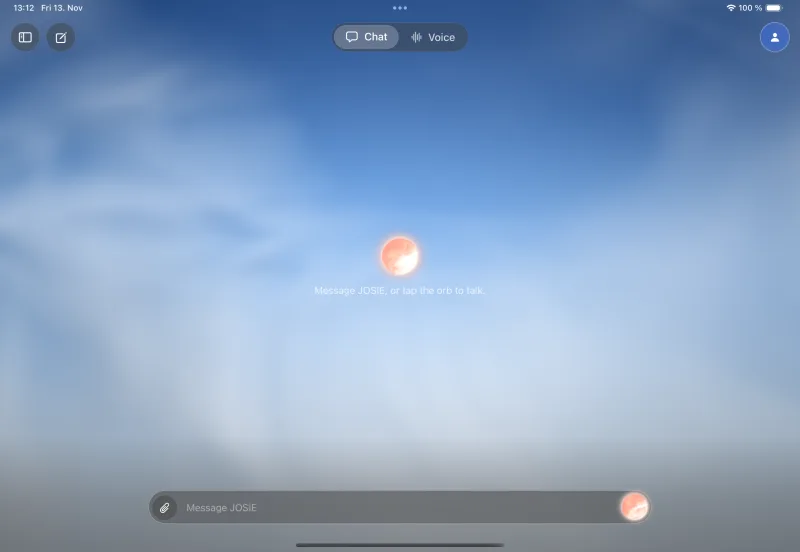 13:12 Fri 13. Nov
100 %
Chat
Voice
Message JOSIE, or tap the orb to talk.
Message JOSIE